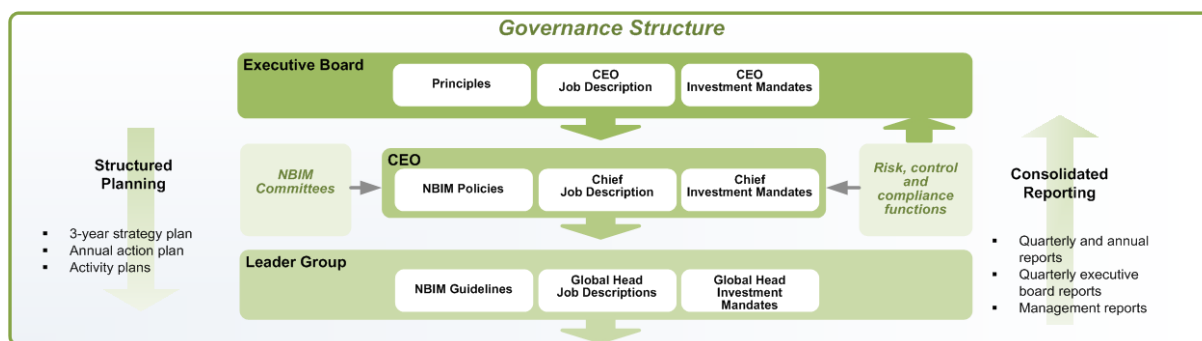 Governance Structure
Executive Board
Principles
CEO
Job Description
CEO
Investment Mandates
Structured
Planning
▪ 3-year strategy plan
▪ Annual action plan
▪ Activity plans
NBIM
Committees
CEO
NBIM Policies
Chief
Job Description
Chief
Investment Mandates
Risk, control
and
compliance
functions
Consolidated
Reporting
▪ Quarterly and annual
reports
▪ Quarterly executive
board reports
▪ Management reports
Leader Group
NBIM Guidelines
Global Head
Job Descriptions
Global Head
Investment
Mandates